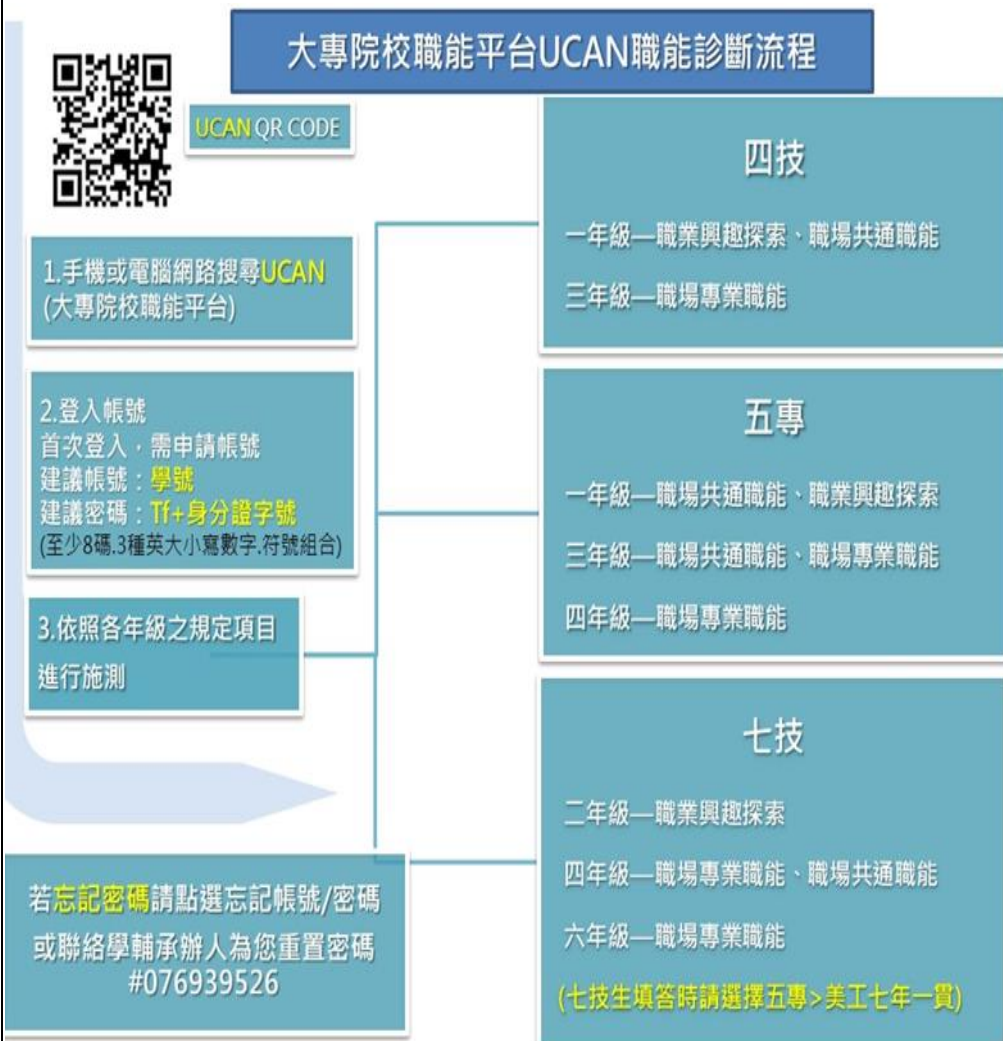 大專院校職能平台UCAN職能診斷流程
UCAN QR CODE
1.手機或電腦網路搜尋UCAN
(大專院校職能平台)
2.登入帳號
首次登入，需申請帳號
建議帳號：學號
建議密碼：Tf+身分證字號
(至少8碼.3種英大小寫數字.符號組合)
3.依照各年級之規定項目
進行施測
若忘記密碼請點選忘記帳號/密碼
或聯絡學輔承辦人為您重置密碼
#076939526
四技
一年級—職業興趣探索、職場共通職能
三年級—職場專業職能
五專
一年級—職場共通職能、職業興趣探索
三年級—職場共通職能、職場專業職能
四年級—職場專業職能
七技
二年級—職業興趣探索
四年級—職場專業職能、職場共通職能
六年級—職場專業職能
(七技生填答時請選擇五專>美工七年一貫)